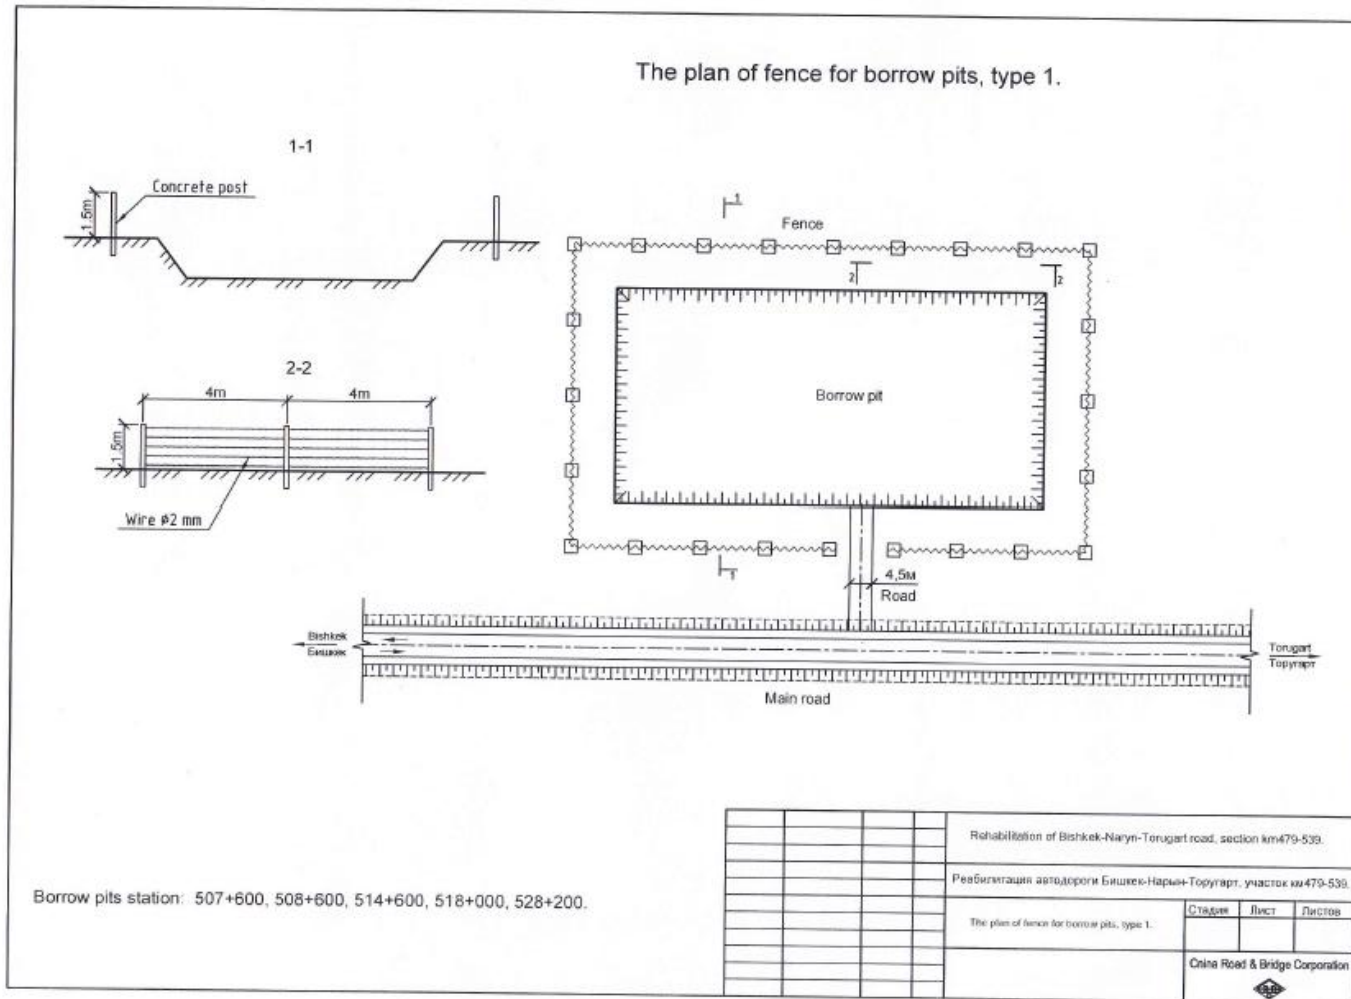 The plan of fence for borrow pits, type 1.
1-1
Concrete post
1.5m
1
Fence
2
2
Borrow pit
2-2
4m
4m
1.5m
Wire ø2 mm
1
4,5м
Road
Bishkek
Бишкек
Torugart
Торугарт
Main road
Rehabilitation of Bishkek-Naryn-Torugart road, section km479-539.
Реабилитация автодороги Бишкек-Нарын-Торугарт, участок км479-539.
Borrow pits station: 507+600, 508+600, 514+600, 518+000, 528+200.
The plan of fence for borrow pits, type 1.
Стадия Лист Листов
China Road & Bridge Corporation